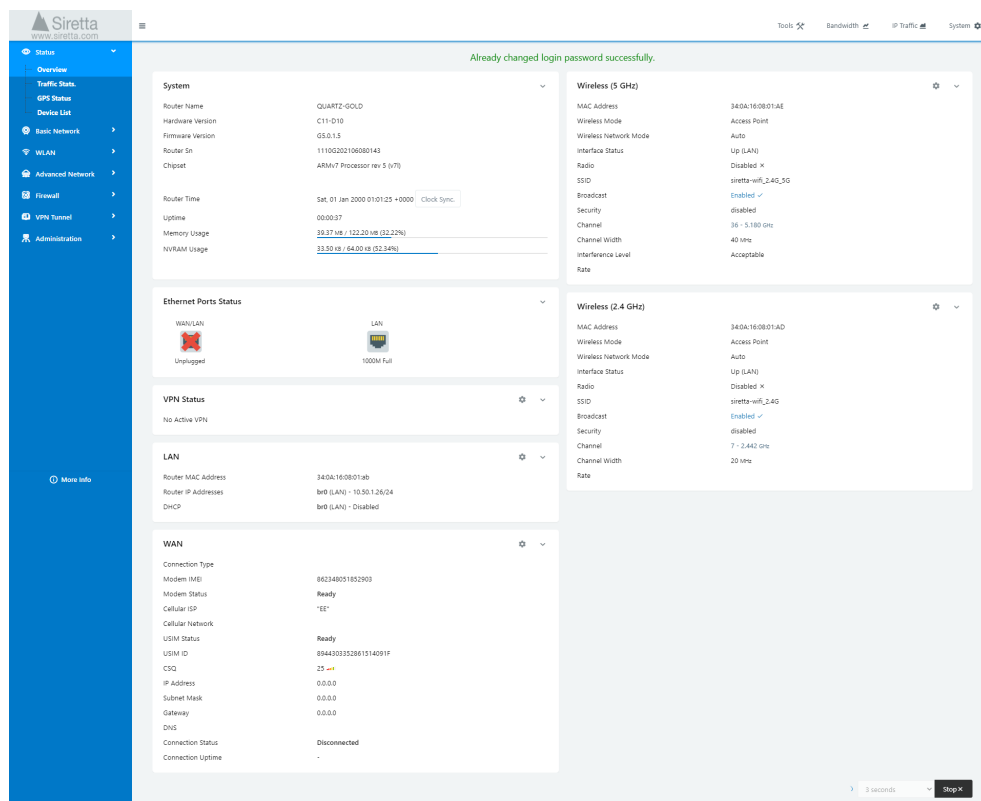 Siretta
www.siretta.com
Tools
Bandwidth
IP Traffic
System
Status
Overview
Traffic Stats.
GPS Status
Device List
Basic Network
WLAN
Advanced Network
Firewall
VPN Tunnel
Administration
More Info
Already changed login password successfully.
System
Router Name QUARTZ-GOLD
Hardware Version C11-D10
Firmware Version G5.0.1.5
Router Sn 1110G202106080143
Chipset ARMv7 Processor rev 5 (v7l)
Router Time Sat, 01 Jan 2000 01:01:25 +0000 Clock Sync.
Uptime 00:00:37
Memory Usage 39.37 MB / 122.20 MB (32.22%)
NVRAM Usage 33.50 KB / 64.00 KB (52.34%)
Ethernet Ports Status
WAN/LAN LAN
Unplugged 1000M Full
VPN Status
No Active VPN
LAN
Router MAC Address 34:0A:16:08:01:ab
Router IP Addresses br0 (LAN) - 10.50.1.26/24
DHCP br0 (LAN) - Disabled
WAN
Connection Type
Modem IMEI 862348051852903
Modem Status Ready
Cellular ISP "EE"
Cellular Network
USIM Status Ready
USIM ID 8944303352861514091F
CSQ 25
IP Address 0.0.0.0
Subnet Mask 0.0.0.0
Gateway 0.0.0.0
DNS
Connection Status Disconnected
Connection Uptime -
Wireless (5 GHz)
MAC Address 34:0A:16:08:01:AE
Wireless Mode Access Point
Wireless Network Mode Auto
Interface Status Up (LAN)
Radio Disabled ×
SSID siretta-wifi_2.4G_5G
Broadcast Enabled ✓
Security disabled
Channel 36 - 5.180 GHz
Channel Width 40 MHz
Interference Level Acceptable
Rate
Wireless (2.4 GHz)
MAC Address 34:0A:16:08:01:AD
Wireless Mode Access Point
Wireless Network Mode Auto
Interface Status Up (LAN)
Radio Disabled ×
SSID siretta-wifi_2.4G
Broadcast Enabled ✓
Security disabled
Channel 7 - 2.442 GHz
Channel Width 20 MHz
Rate
3 seconds Stop ×